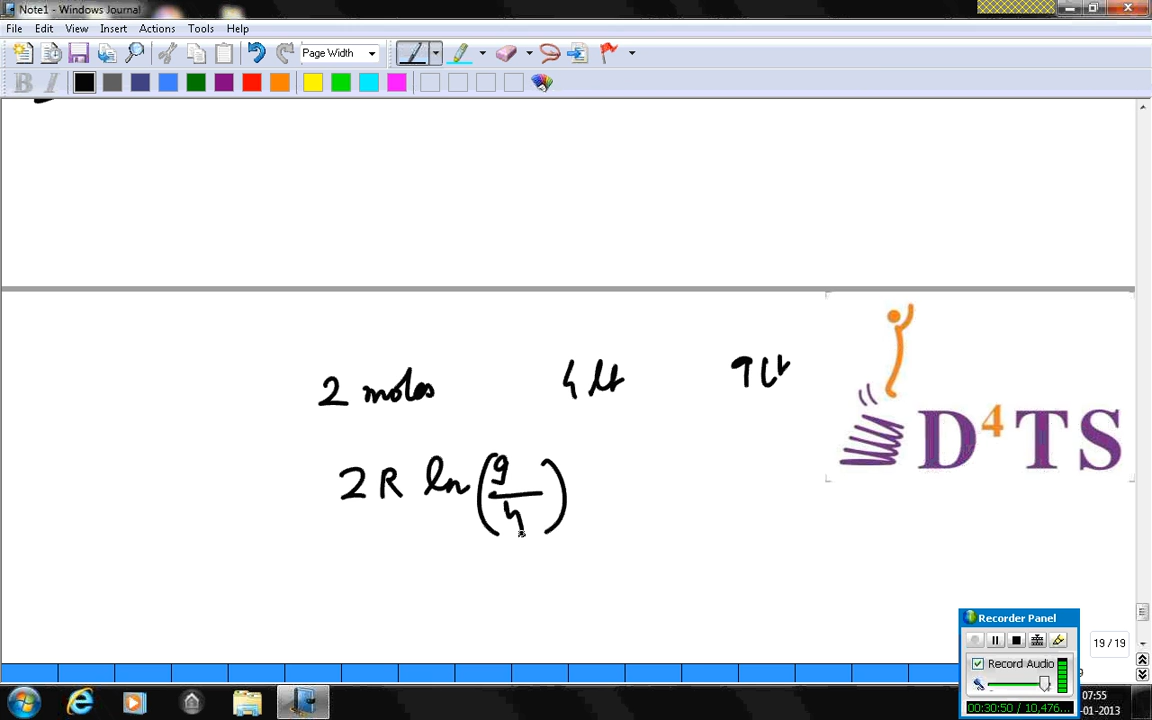 Note1 - Windows Journal
File Edit View Insert Actions Tools Help
Page Width
B I
2 moles 4 lt 9 lt
D4TS
2 R ln(9/4)
Recorder Panel
Record Audio
00:30:50 / 10,476...
19 / 19
07:55
-01-2013